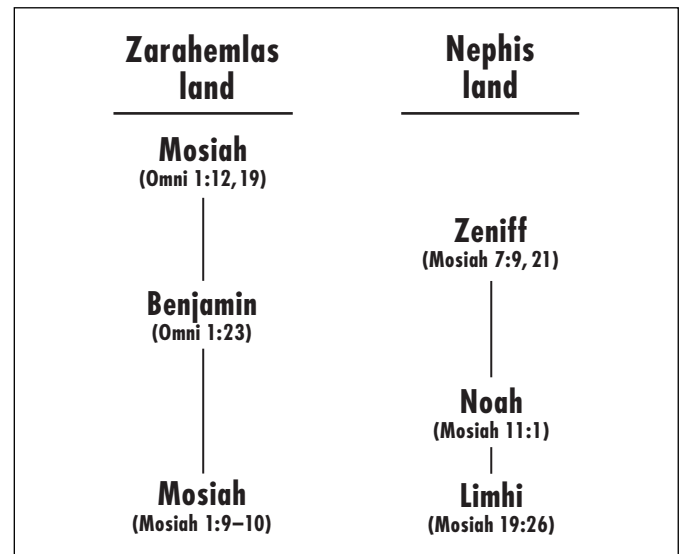 Zarahemlas
land
Mosiah
(Omni 1:12, 19)
Benjamin
(Omni 1:23)
Mosiah
(Mosiah 1:9–10)
Nephis
land
Zeniff
(Mosiah 7:9, 21)
Noah
(Mosiah 11:1)
Limhi
(Mosiah 19:26)